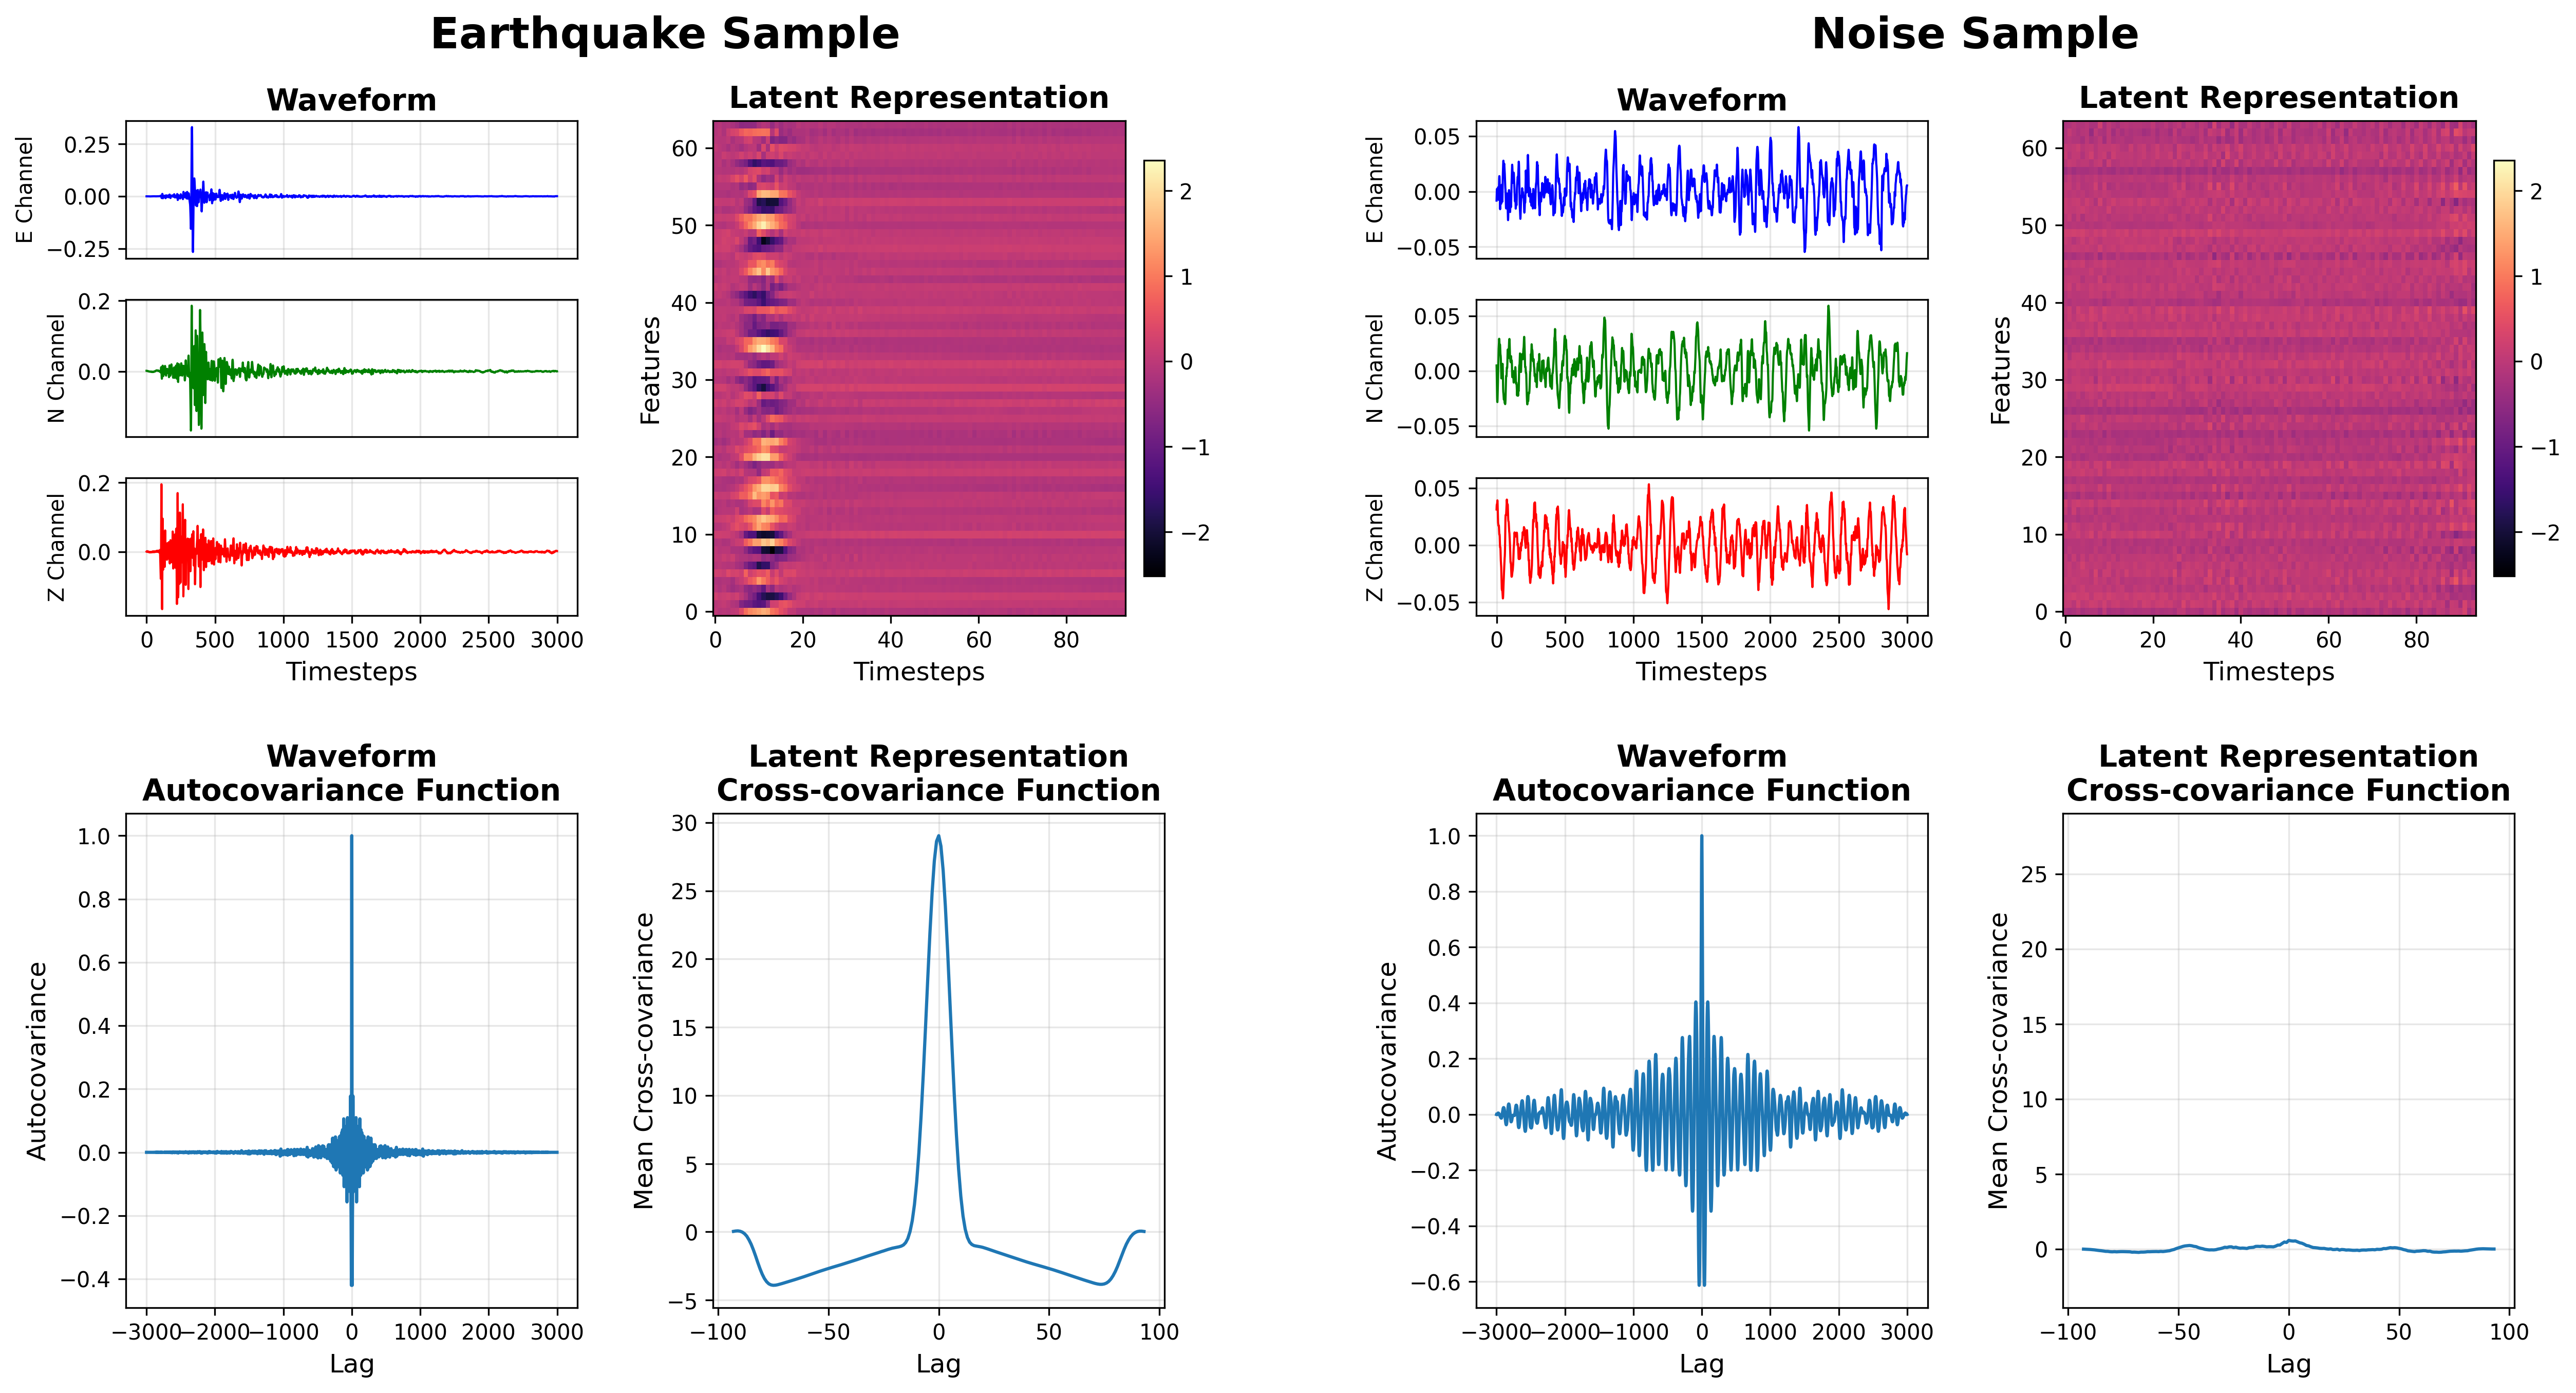 Earthquake Sample
Waveform
E Channel
0.25
0.00
−0.25
N Channel
0.2
0.0
Z Channel
0.2
0.0
0 500 1000 1500 2000 2500 3000
Timesteps
Latent Representation
Features
60
50
40
30
20
10
0
0 20 40 60 80
Timesteps
2
1
0
−1
−2
Waveform
Autocovariance Function
Autocovariance
1.0
0.8
0.6
0.4
0.2
0.0
−0.2
−0.4
−3000 −2000 −1000 0 1000 2000 3000
Lag
Latent Representation
Cross-covariance Function
Mean Cross-covariance
30
25
20
15
10
5
0
−5
−100 −50 0 50 100
Lag
Noise Sample
Waveform
E Channel
0.05
0.00
−0.05
N Channel
0.05
0.00
−0.05
Z Channel
0.05
0.00
−0.05
0 500 1000 1500 2000 2500 3000
Timesteps
Latent Representation
Features
60
50
40
30
20
10
0
0 20 40 60 80
Timesteps
2
1
0
−1
−2
Waveform
Autocovariance Function
Autocovariance
1.0
0.8
0.6
0.4
0.2
0.0
−0.2
−0.4
−0.6
−3000 −2000 −1000 0 1000 2000 3000
Lag
Latent Representation
Cross-covariance Function
Mean Cross-covariance
25
20
15
10
5
0
−100 −50 0 50 100
Lag